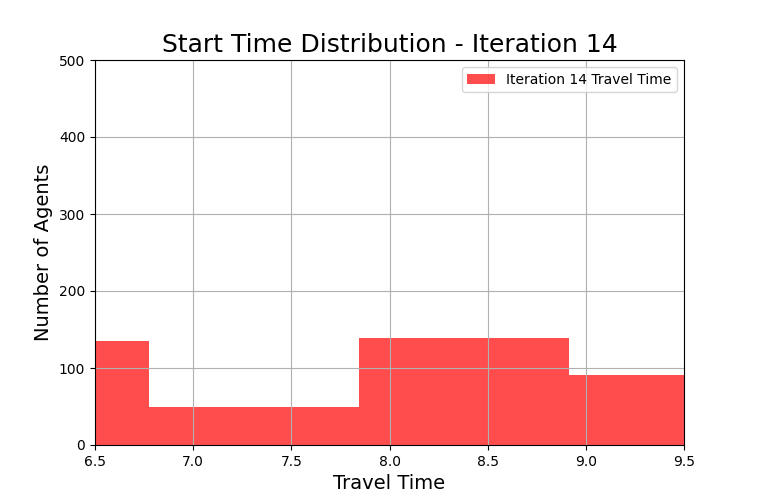 Start Time Distribution - Iteration 14
Iteration 14 Travel Time
Number of Agents
500
400
300
200
100
0
6.5 7.0 7.5 8.0 8.5 9.0 9.5
Travel Time